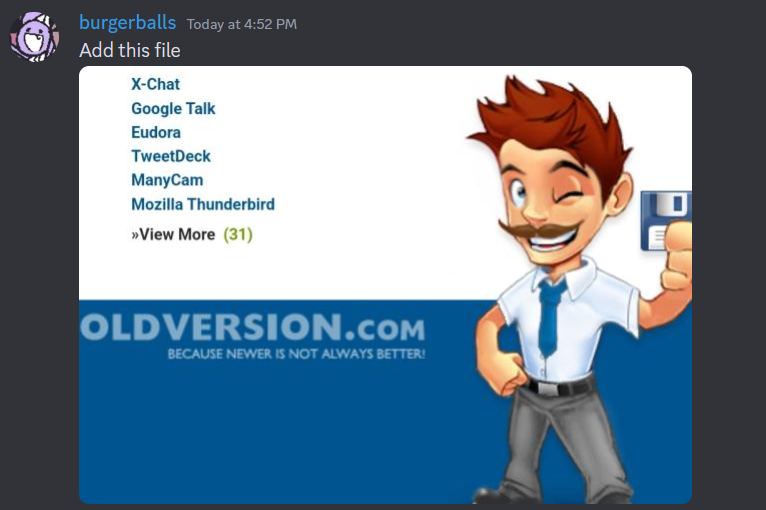 burgerballs Today at 4:52 PM
Add this file
X-Chat
Google Talk
Eudora
TweetDeck
ManyCam
Mozilla Thunderbird
»View More (31)
OLDVERSION.COM
BECAUSE NEWER IS NOT ALWAYS BETTER!